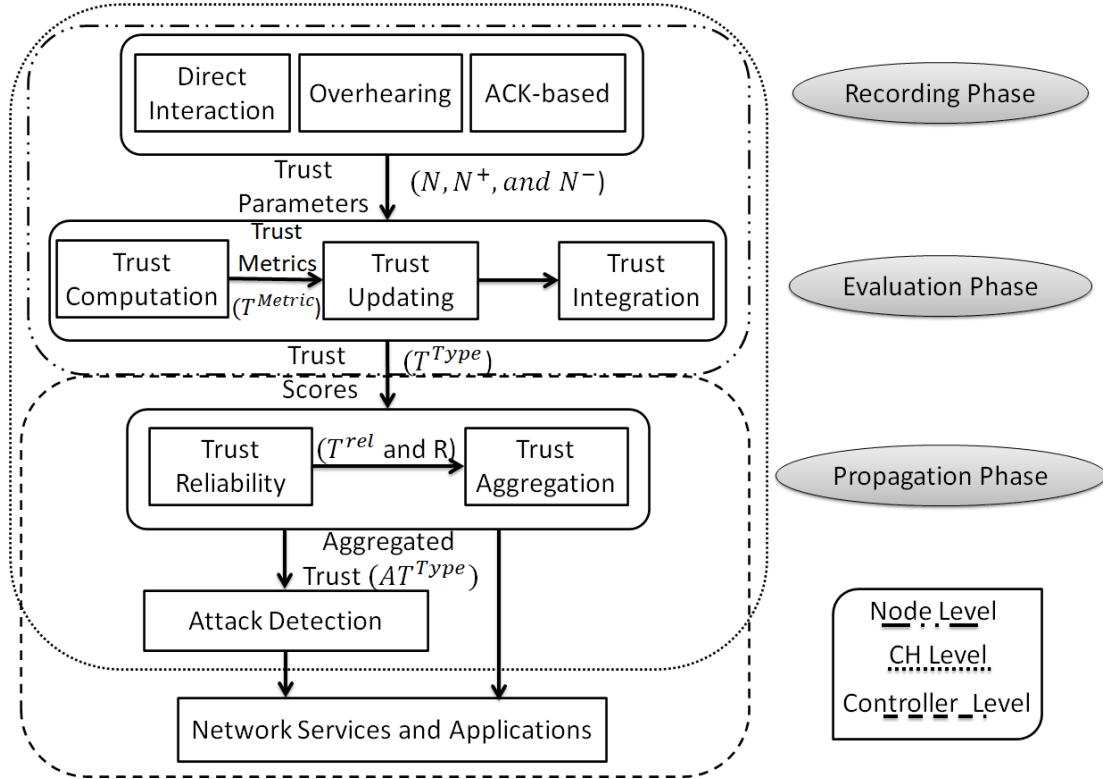 Direct
Interaction
Overhearing
ACK-based
Recording Phase
Trust
Parameters
(N, N⁺, and N⁻)
Trust
Computation
Trust
Metrics
(T^{Metric})
Trust
Updating
Trust
Integration
Evaluation Phase
Trust
Scores
(T^{Type})
Trust
Reliability
(T^{rel} and R)
Trust
Aggregation
Propagation Phase
Aggregated
Trust (AT^{Type})
Attack Detection
Network Services and Applications
Node Level
CH Level
Controller Level